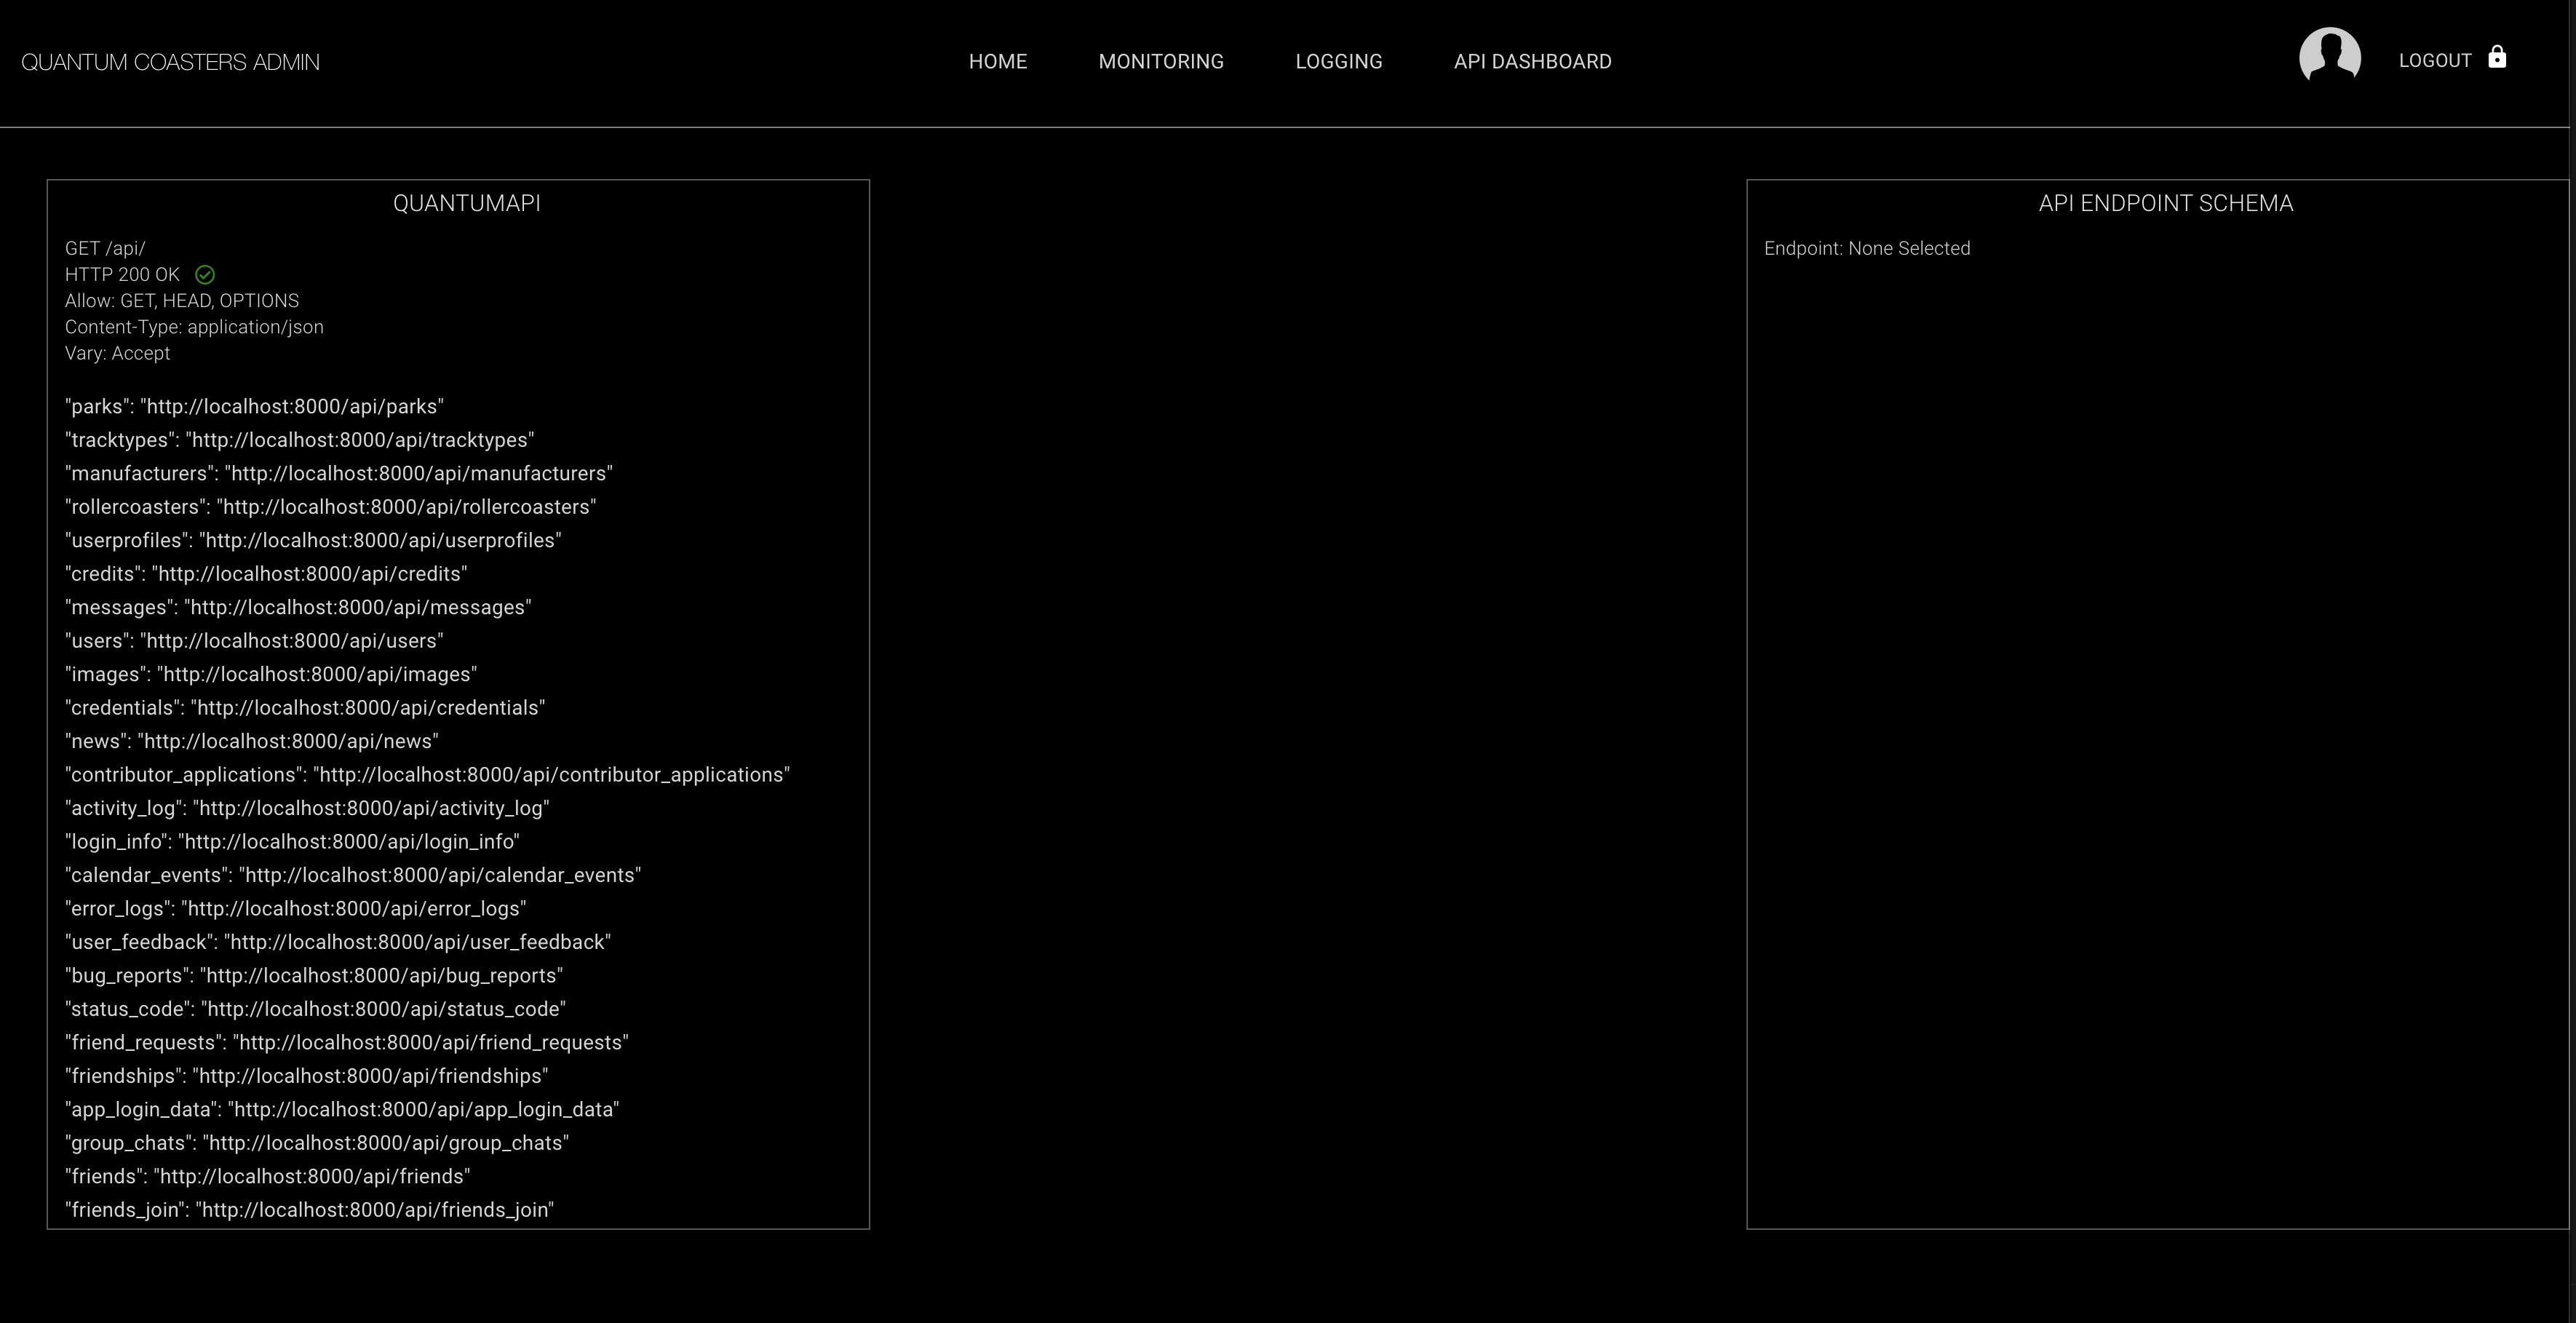 QUANTUM COASTERS ADMIN
HOME
MONITORING
LOGGING
API DASHBOARD
LOGOUT
QUANTUMAPI
GET /api/
HTTP 200 OK
Allow: GET, HEAD, OPTIONS
Content-Type: application/json
Vary: Accept
"parks": "http://localhost:8000/api/parks"
"tracktypes": "http://localhost:8000/api/tracktypes"
"manufacturers": "http://localhost:8000/api/manufacturers"
"rollercoasters": "http://localhost:8000/api/rollercoasters"
"userprofiles": "http://localhost:8000/api/userprofiles"
"credits": "http://localhost:8000/api/credits"
"messages": "http://localhost:8000/api/messages"
"users": "http://localhost:8000/api/users"
"images": "http://localhost:8000/api/images"
"credentials": "http://localhost:8000/api/credentials"
"news": "http://localhost:8000/api/news"
"contributor_applications": "http://localhost:8000/api/contributor_applications"
"activity_log": "http://localhost:8000/api/activity_log"
"login_info": "http://localhost:8000/api/login_info"
"calendar_events": "http://localhost:8000/api/calendar_events"
"error_logs": "http://localhost:8000/api/error_logs"
"user_feedback": "http://localhost:8000/api/user_feedback"
"bug_reports": "http://localhost:8000/api/bug_reports"
"status_code": "http://localhost:8000/api/status_code"
"friend_requests": "http://localhost:8000/api/friend_requests"
"friendships": "http://localhost:8000/api/friendships"
"app_login_data": "http://localhost:8000/api/app_login_data"
"group_chats": "http://localhost:8000/api/group_chats"
"friends": "http://localhost:8000/api/friends"
"friends_join": "http://localhost:8000/api/friends_join"
API ENDPOINT SCHEMA
Endpoint: None Selected